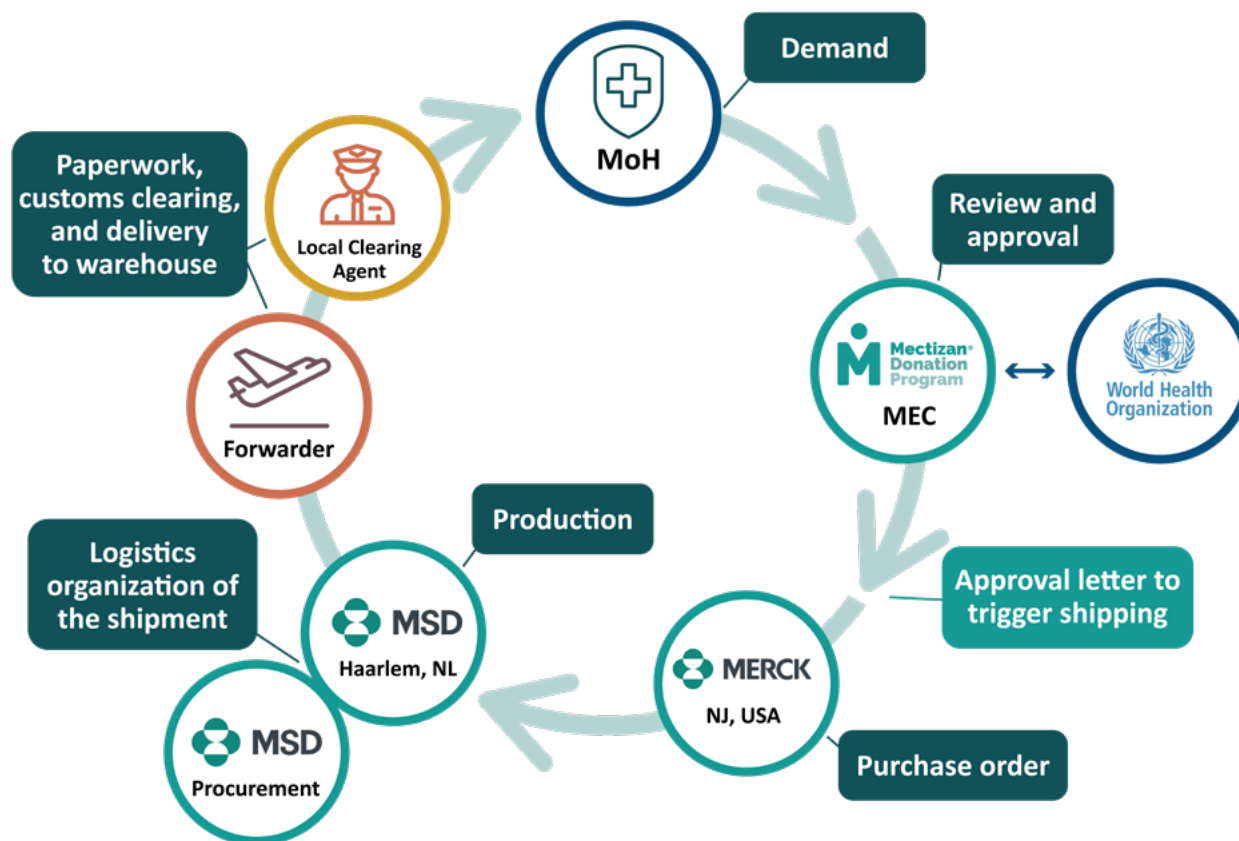 Demand
MoH
Paperwork,
customs clearing,
and delivery
to warehouse
Local Clearing
Agent
Review and
approval
Mectizan®
Donation
Program
MEC
World Health
Organization
Forwarder
Production
Logistics
organization of
the shipment
Approval letter to
trigger shipping
MSD
Haarlem, NL
MERCK
NJ, USA
MSD
Procurement
Purchase order